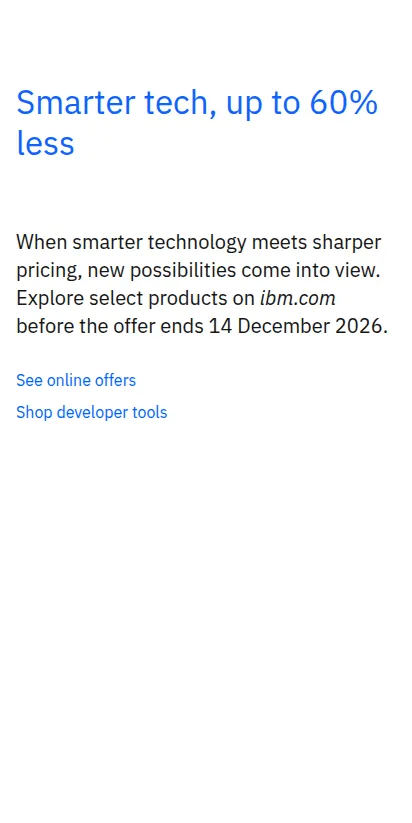 Smarter tech, up to 60%
less
When smarter technology meets sharper
pricing, new possibilities come into view.
Explore select products on ibm.com
before the offer ends 14 December 2026.
See online offers
Shop developer tools